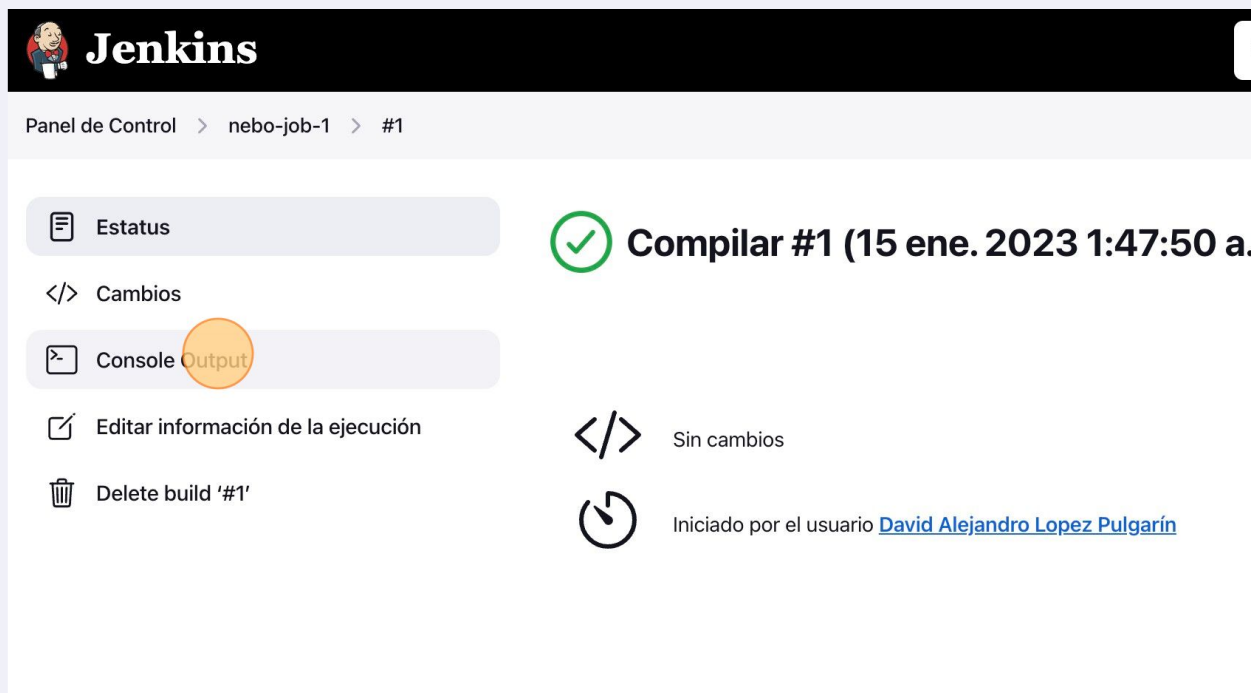 Jenkins
Panel de Control > nebo-job-1 > #1
Estatus
Cambios
Console Output
Editar información de la ejecución
Delete build ‘#1’
Compilar #1 (15 ene. 2023 1:47:50 a.
Sin cambios
Iniciado por el usuario David Alejandro Lopez Pulgarín